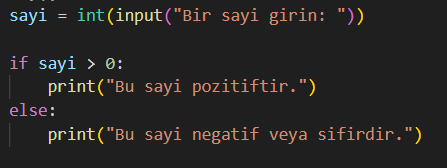 sayi = int(input("Bir sayi girin: "))
if sayi > 0:
    print("Bu sayi pozitiftir.")
else:
    print("Bu sayi negatif veya sifirdir.")